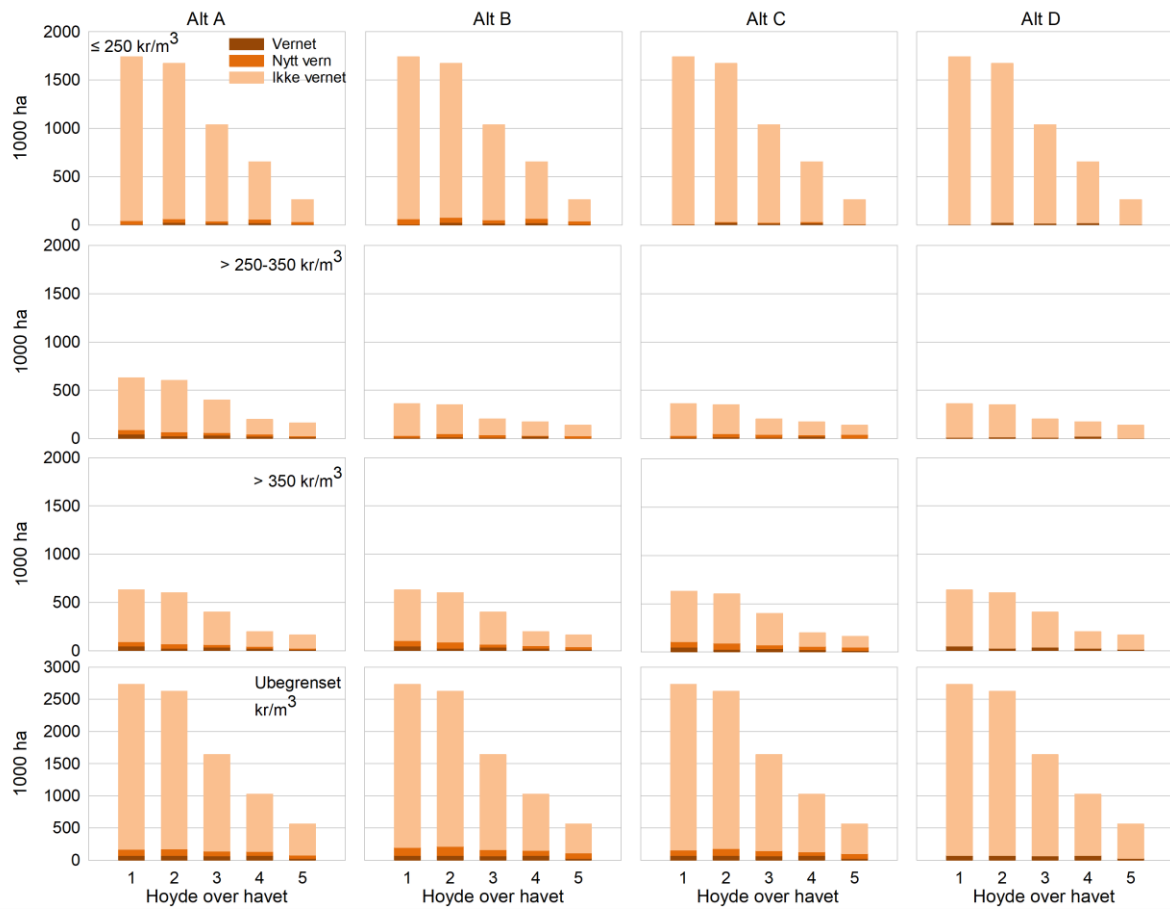 Alt A
Alt B
Alt C
Alt D
≤ 250 kr/m³
Vernet
Nytt vern
Ikke vernet
1000 ha
2000
1500
1000
500
0
> 250-350 kr/m³
1000 ha
2000
1500
1000
500
0
> 350 kr/m³
1000 ha
2000
1500
1000
500
0
Ubegrenset
kr/m³
1000 ha
3000
2500
2000
1500
1000
500
0
1 2 3 4 5
1 2 3 4 5
1 2 3 4 5
1 2 3 4 5
Hoyde over havet
Hoyde over havet
Hoyde over havet
Hoyde over havet